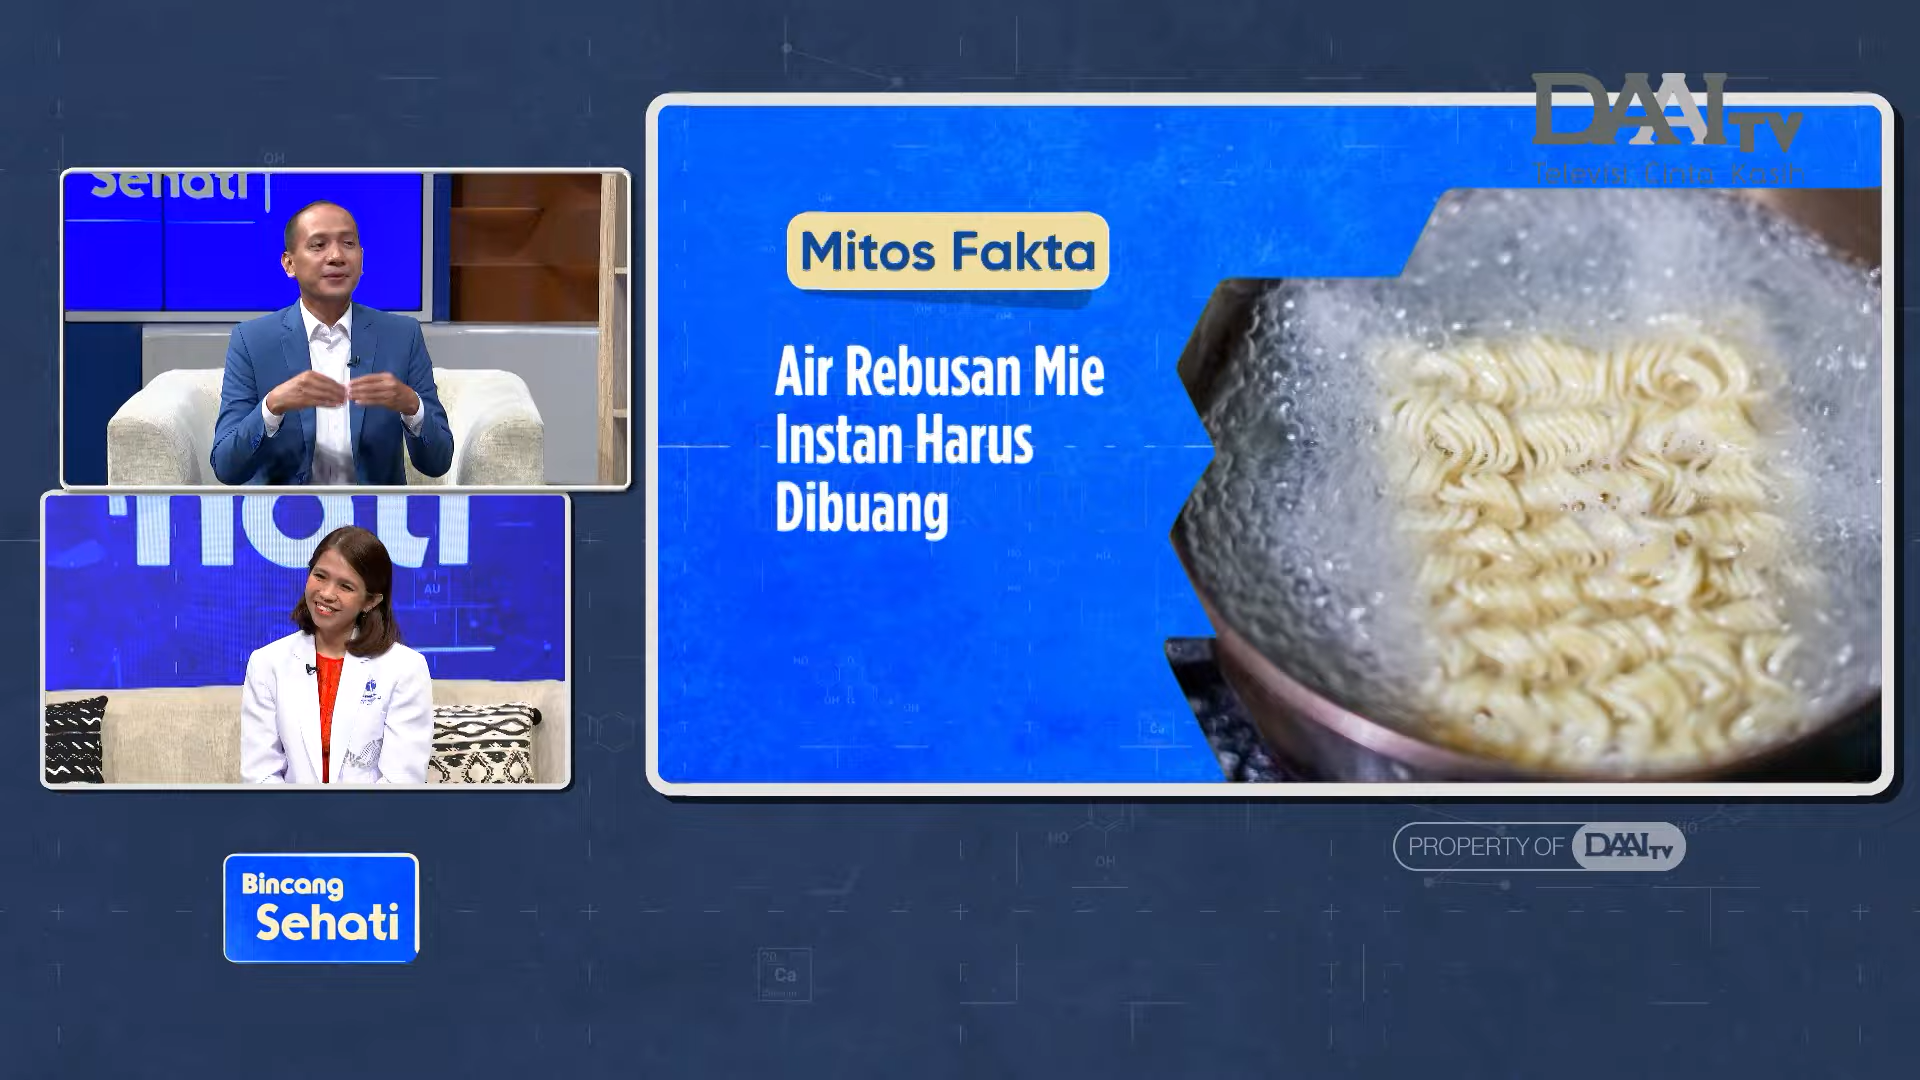 DAAI TV
Televisi Cinta Kasih
Sehati
Mitos Fakta
Air Rebusan Mie
Instan Harus
Dibuang
hati
PROPERTY OF DAAI TV
Bincang
Sehati